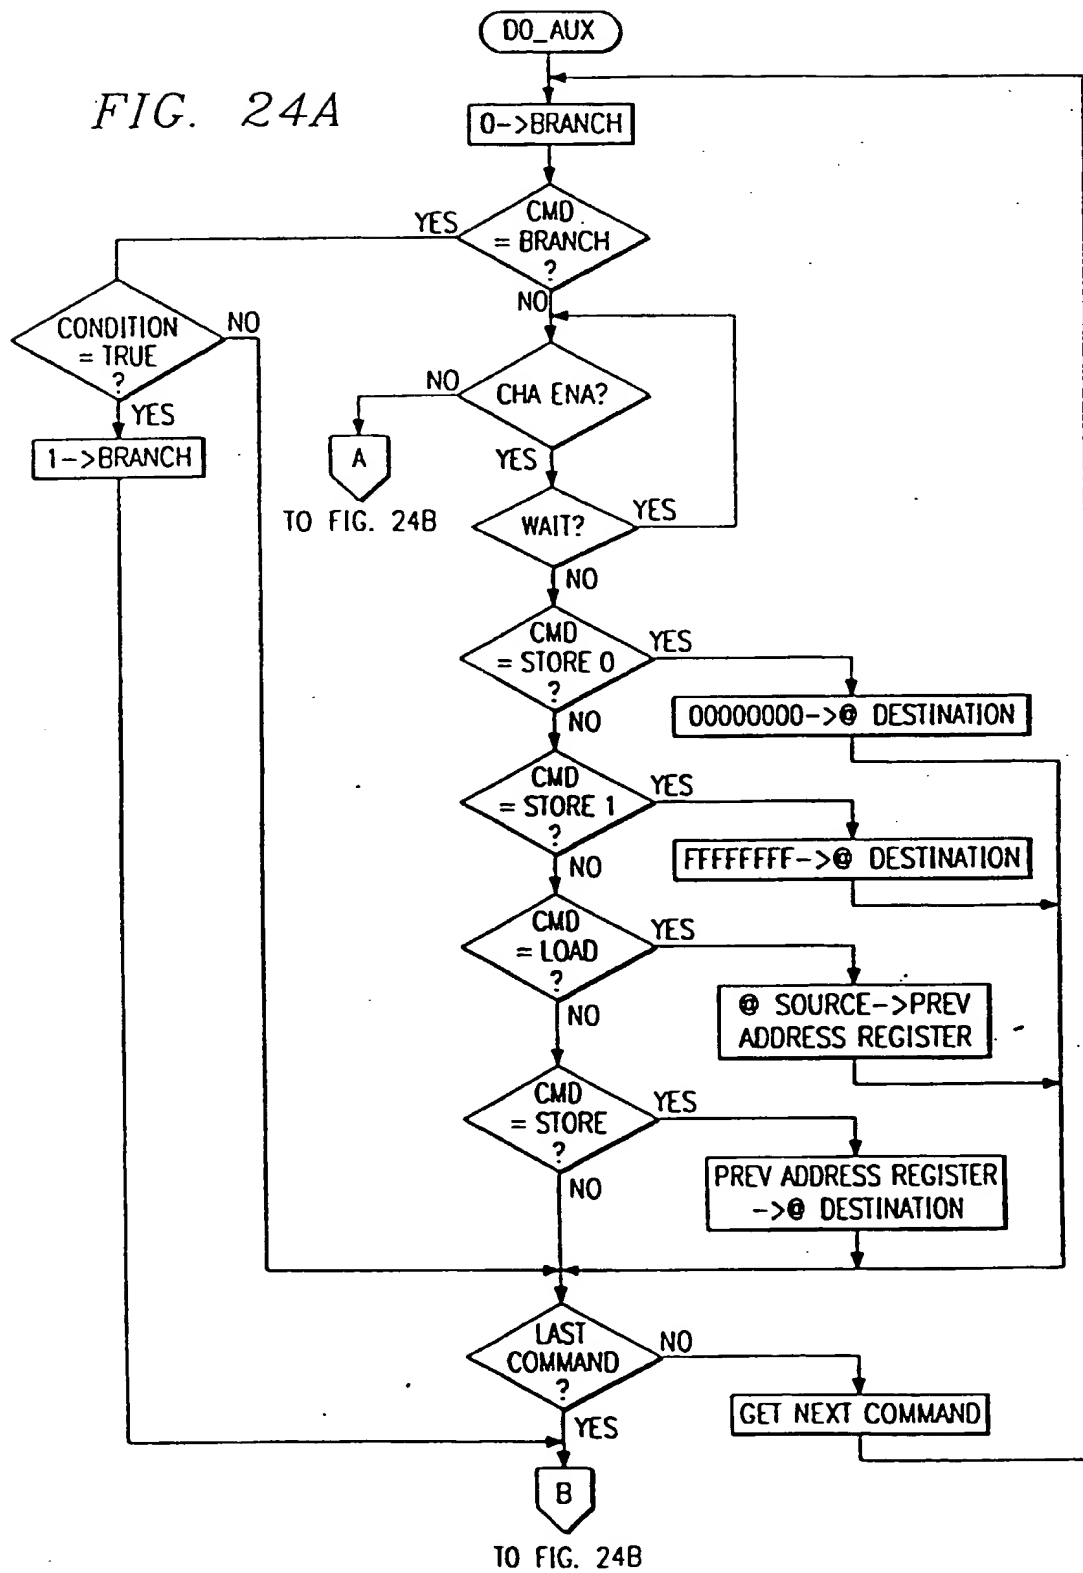 DO_AUX
FIG. 24A
0->BRANCH
CMD
= BRANCH
?
YES
NO
CONDITION
= TRUE
?
NO
YES
1->BRANCH
CHA ENA?
NO
YES
A
TO FIG. 24B
WAIT?
YES
NO
CMD
= STORE 0
?
YES
NO
00000000->@ DESTINATION
CMD
= STORE 1
?
YES
NO
FFFFFFFF->@ DESTINATION
CMD
= LOAD
?
YES
NO
@ SOURCE->PREV
ADDRESS REGISTER
CMD
= STORE
?
YES
NO
PREV ADDRESS REGISTER
->@ DESTINATION
LAST
COMMAND
?
NO
YES
GET NEXT COMMAND
B
TO FIG. 24B